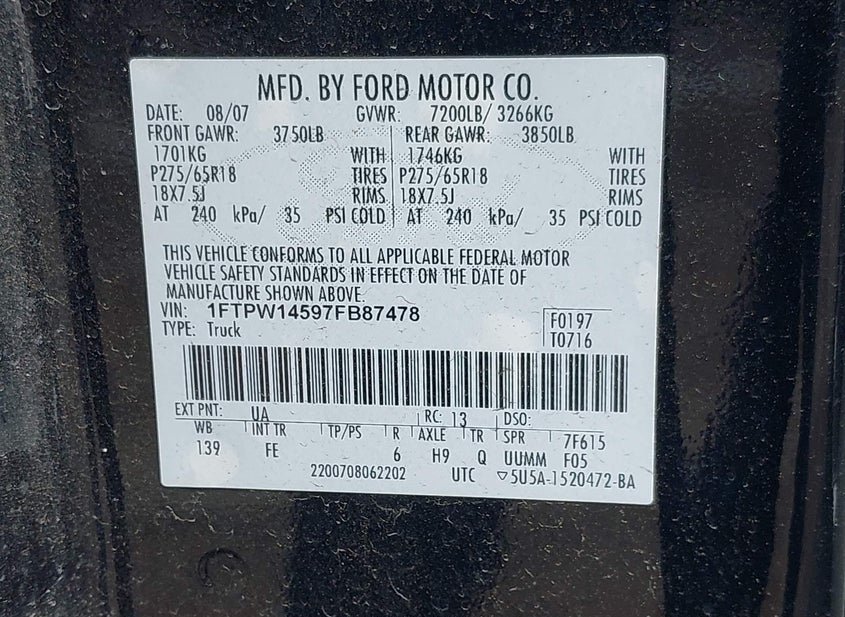 MFD. BY FORD MOTOR CO.
DATE: 08/07 GVWR: 7200LB/ 3266KG
FRONT GAWR: 3750LB REAR GAWR: 3850LB
1701KG WITH 1746KG WITH
P275/65R18 TIRES P275/65R18 TIRES
18X7.5J RIMS 18X7.5J RIMS
AT 240 kPa/ 35 PSI COLD AT 240 kPa/ 35 PSI COLD
THIS VEHICLE CONFORMS TO ALL APPLICABLE FEDERAL MOTOR
VEHICLE SAFETY STANDARDS IN EFFECT ON THE DATE OF
MANUFACTURE SHOWN ABOVE.
VIN: 1FTPW14597FB87478 F0197
TYPE: Truck T0716
EXT PNT: UA RC: 13 DSO:
WB INT TR TP/PS R AXLE TR SPR 7F615
139 FE 6 H9 Q UUMM F05
2200708062202 UTC ▽5U5A-1520472-BA